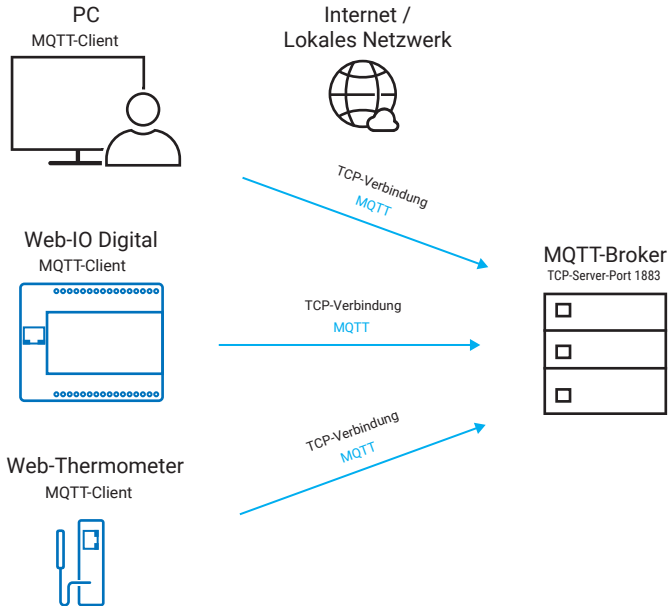 PC
MQTT-Client
Internet /
Lokales Netzwerk
TCP-Verbindung
MQTT
Web-IO Digital
MQTT-Client
TCP-Verbindung
MQTT
MQTT-Broker
TCP-Server-Port 1883
Web-Thermometer
MQTT-Client
TCP-Verbindung
MQTT